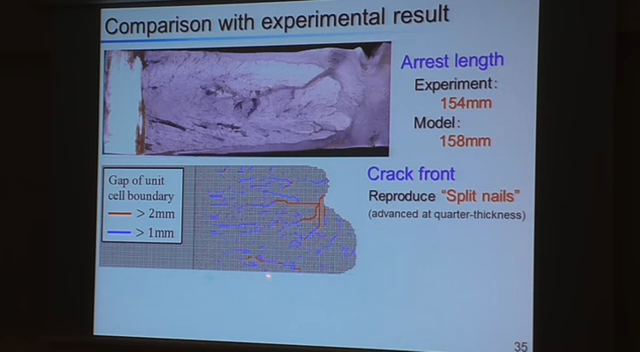 Comparison with experimental result
Arrest length
Experiment:
154mm
Model:
158mm
Gap of unit
cell boundary
> 2mm
> 1mm
Crack front
Reproduce “Split nails”
(advanced at quarter-thickness)
35